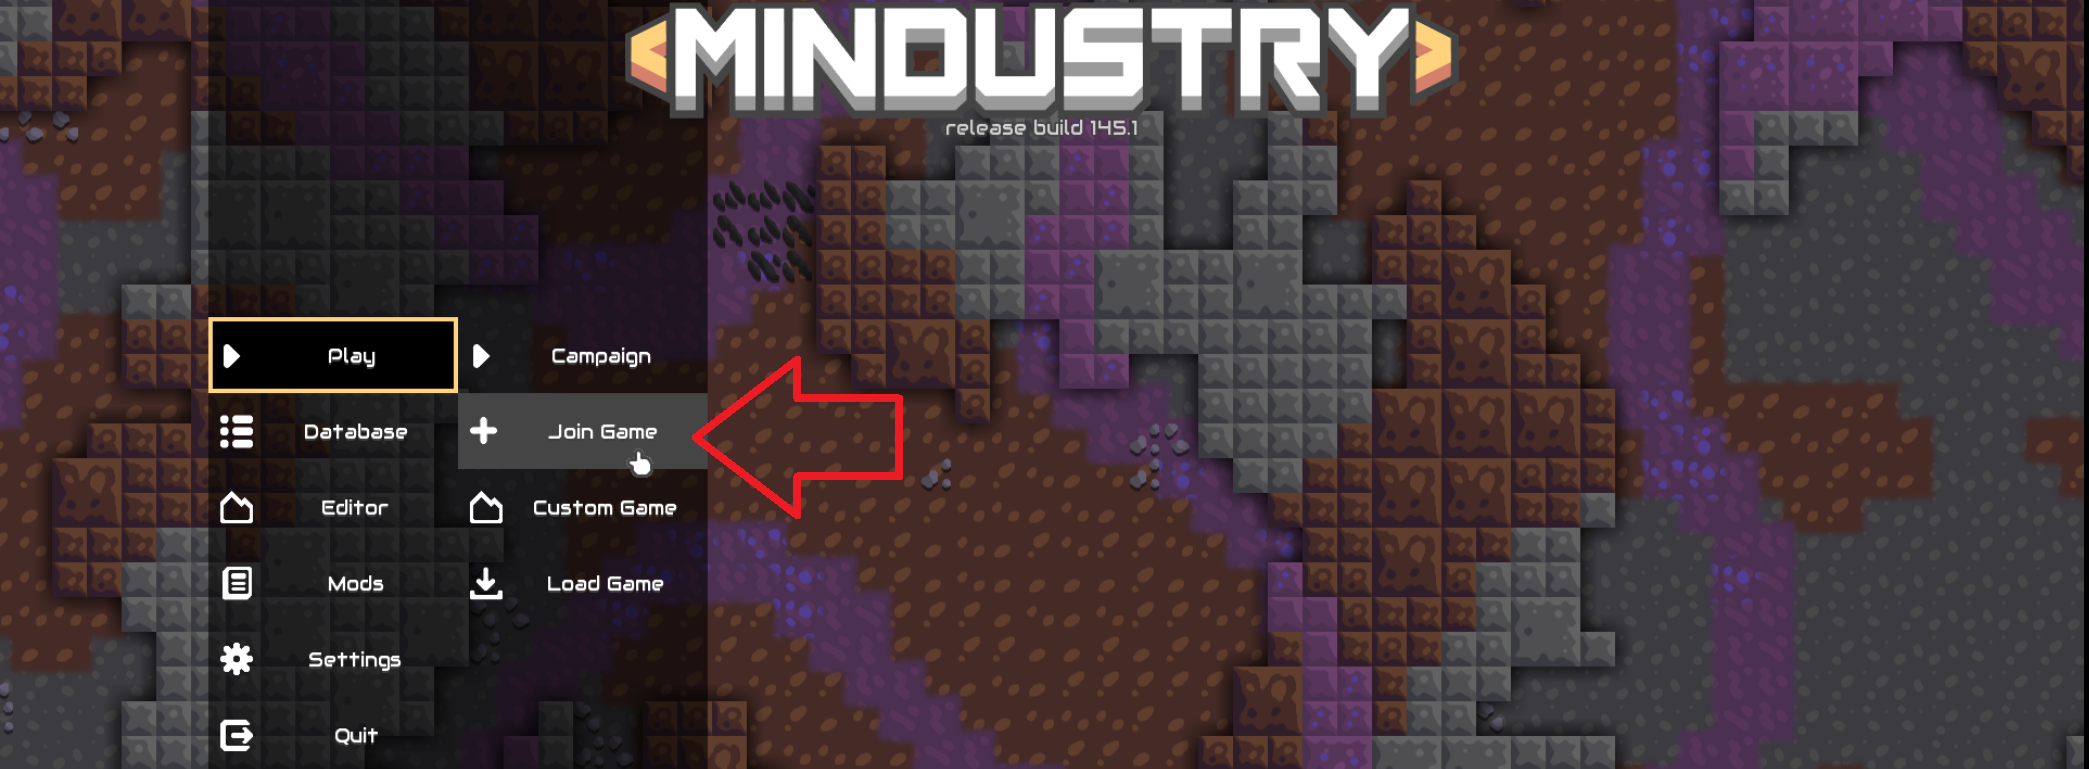 MINDUSTRY
release build 145.1
Play
Campaign
Database
Join Game
Editor
Custom Game
Mods
Load Game
Settings
Quit